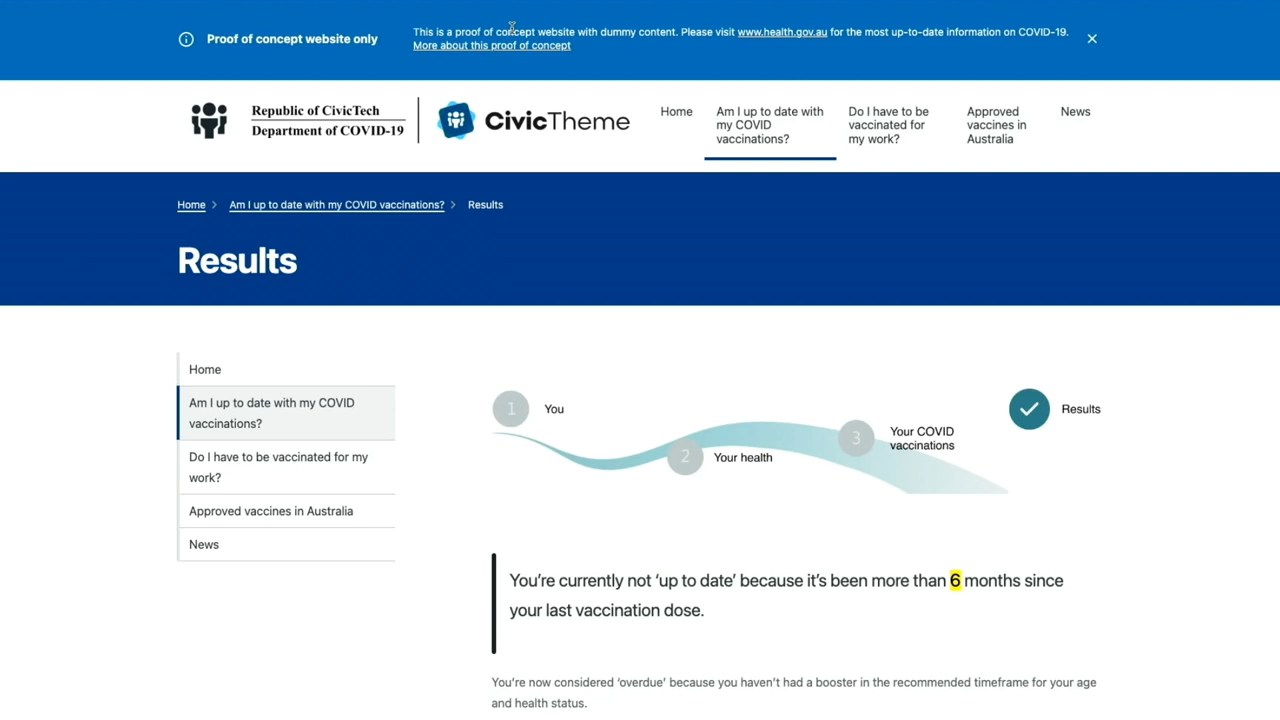 Proof of concept website only
This is a proof of concept website with dummy content. Please visit www.health.gov.au for the most up-to-date information on COVID-19.
More about this proof of concept
Republic of CivicTech
Department of COVID-19
CivicTheme
Home
Am I up to date with
my COVID
vaccinations?
Do I have to be
vaccinated for
my work?
Approved
vaccines in
Australia
News
Home
Am I up to date with my COVID vaccinations?
Results
Results
Home
Am I up to date with my COVID
vaccinations?
Do I have to be vaccinated for my
work?
Approved vaccines in Australia
News
1
You
2
Your health
3
Your COVID
vaccinations
Results
You’re currently not ‘up to date’ because it’s been more than 6 months since
your last vaccination dose.
You’re now considered ‘overdue’ because you haven’t had a booster in the recommended timeframe for your age
and health status.